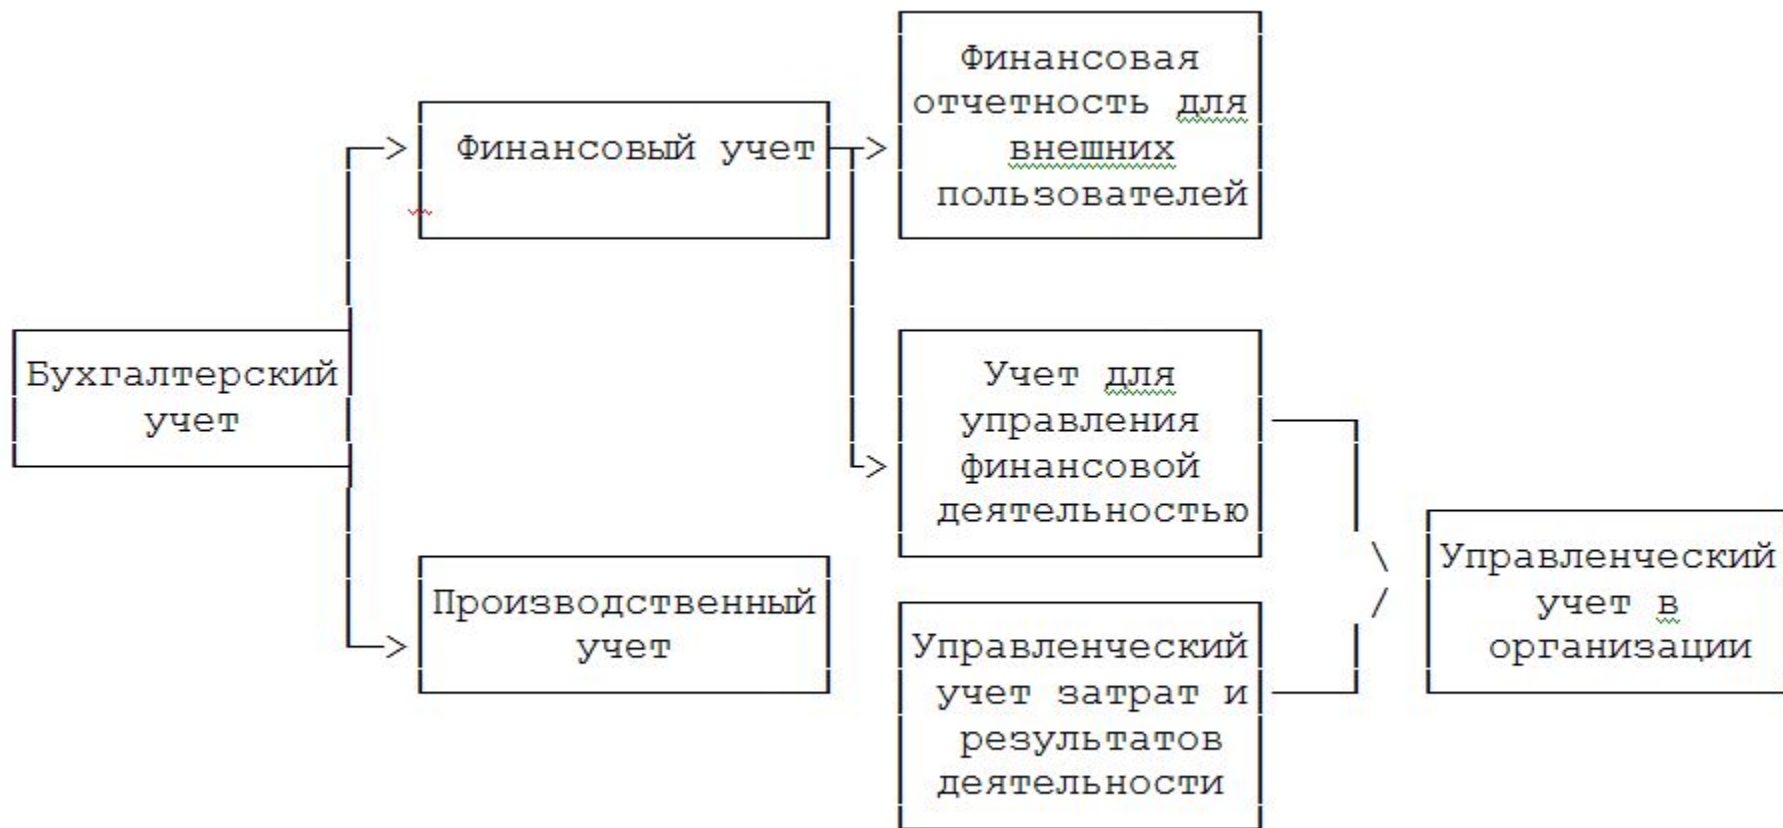 Финансовая
отчетность для
внешних
пользователей
Финансовый учет
Бухгалтерский
учет
Учет для
управления
финансовой
деятельностью
Производственный
учет
Управленческий
учет затрат и
результатов
деятельности
Управленческий
учет в
организации